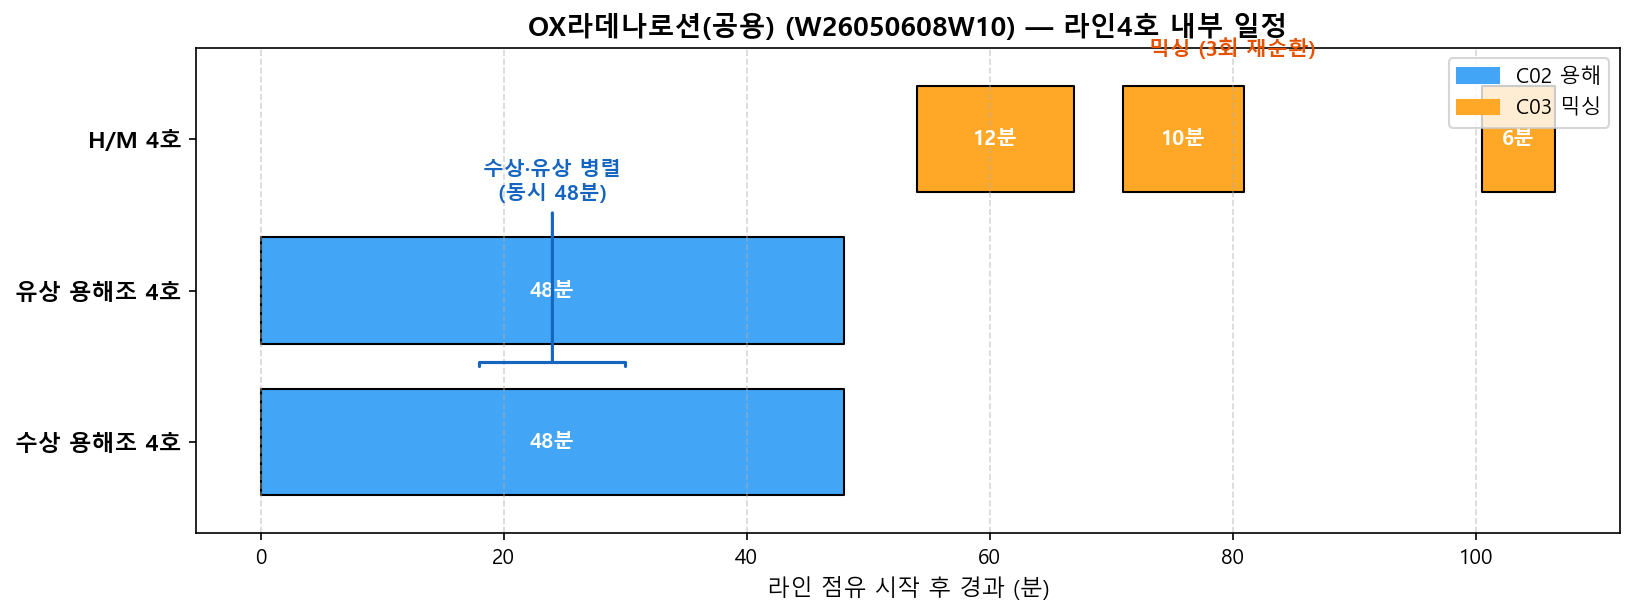 OX라데나로션(공용) (W26050608W10) — 라인4호 내부 일정
믹싱 (3회 재순환)
C02 용해
C03 믹싱
H/M 4호
12분
10분
6분
수상·유상 병렬
(동시 48분)
유상 용해조 4호
48분
수상 용해조 4호
48분
0
20
40
60
80
100
라인 점유 시작 후 경과 (분)